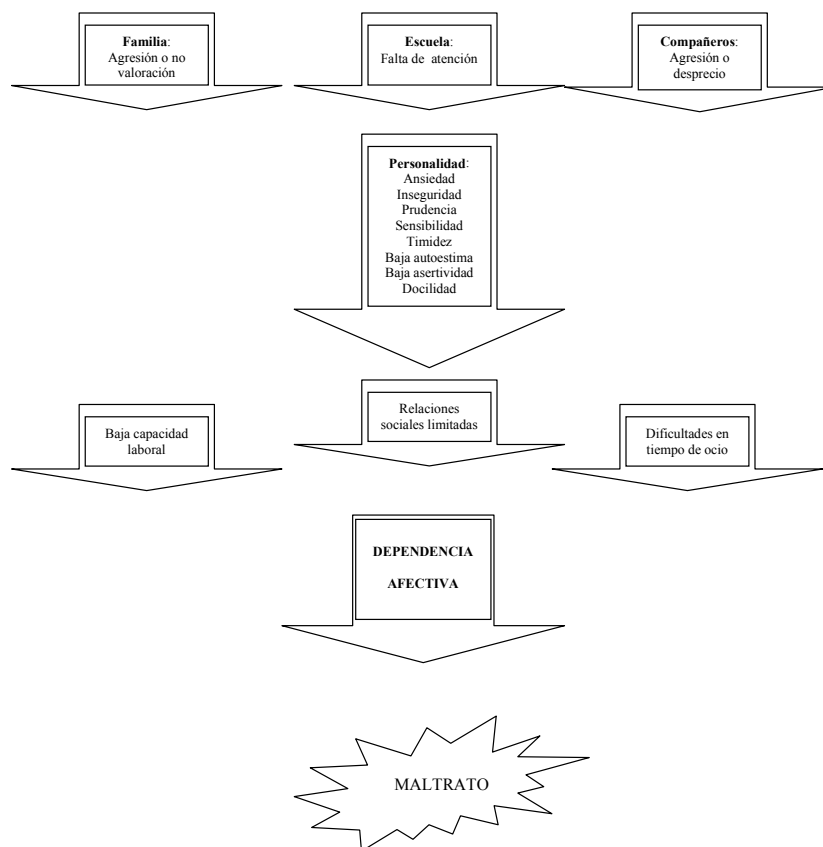 Familia:
Agresión o no
valoración
Escuela:
Falta de atención
Compañeros:
Agresión o
desprecio
Personalidad:
Ansiedad
Inseguridad
Prudencia
Sensibilidad
Timidez
Baja autoestima
Baja asertividad
Docilidad
Baja capacidad
laboral
Relaciones
sociales limitadas
Dificultades en
tiempo de ocio
DEPENDENCIA
AFECTIVA
MALTRATO